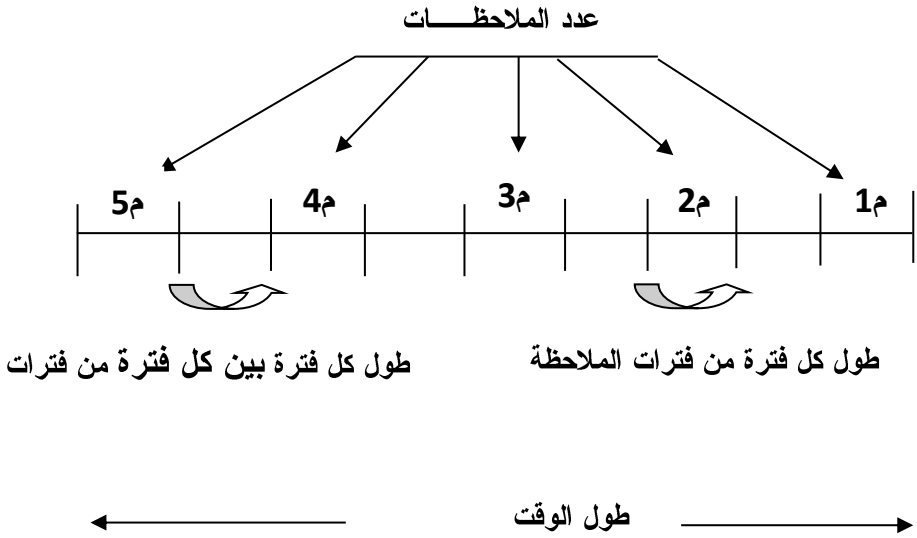 عدد الملاحظـــــات
م1 م2 م3 م4 م5
طول كل فترة من فترات الملاحظة
طول كل فترة بين كل فترة من فترات
طول الوقت